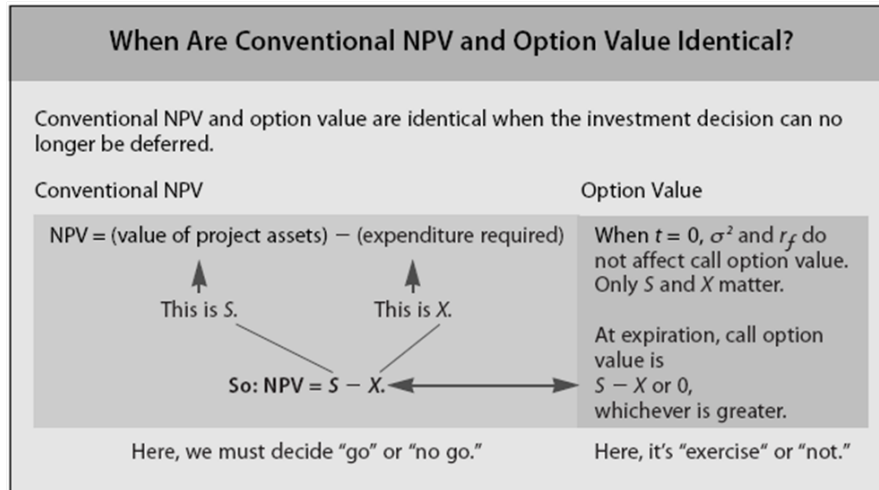 When Are Conventional NPV and Option Value Identical?
Conventional NPV and option value are identical when the investment decision can no
longer be deferred.
Conventional NPV
NPV = (value of project assets) − (expenditure required)
This is S.
This is X.
So: NPV = S − X.
Here, we must decide “go” or “no go.”
Option Value
When t = 0, σ² and r_f do
not affect call option value.
Only S and X matter.
At expiration, call option
value is
S − X or 0,
whichever is greater.
Here, it's “exercise“ or “not.”